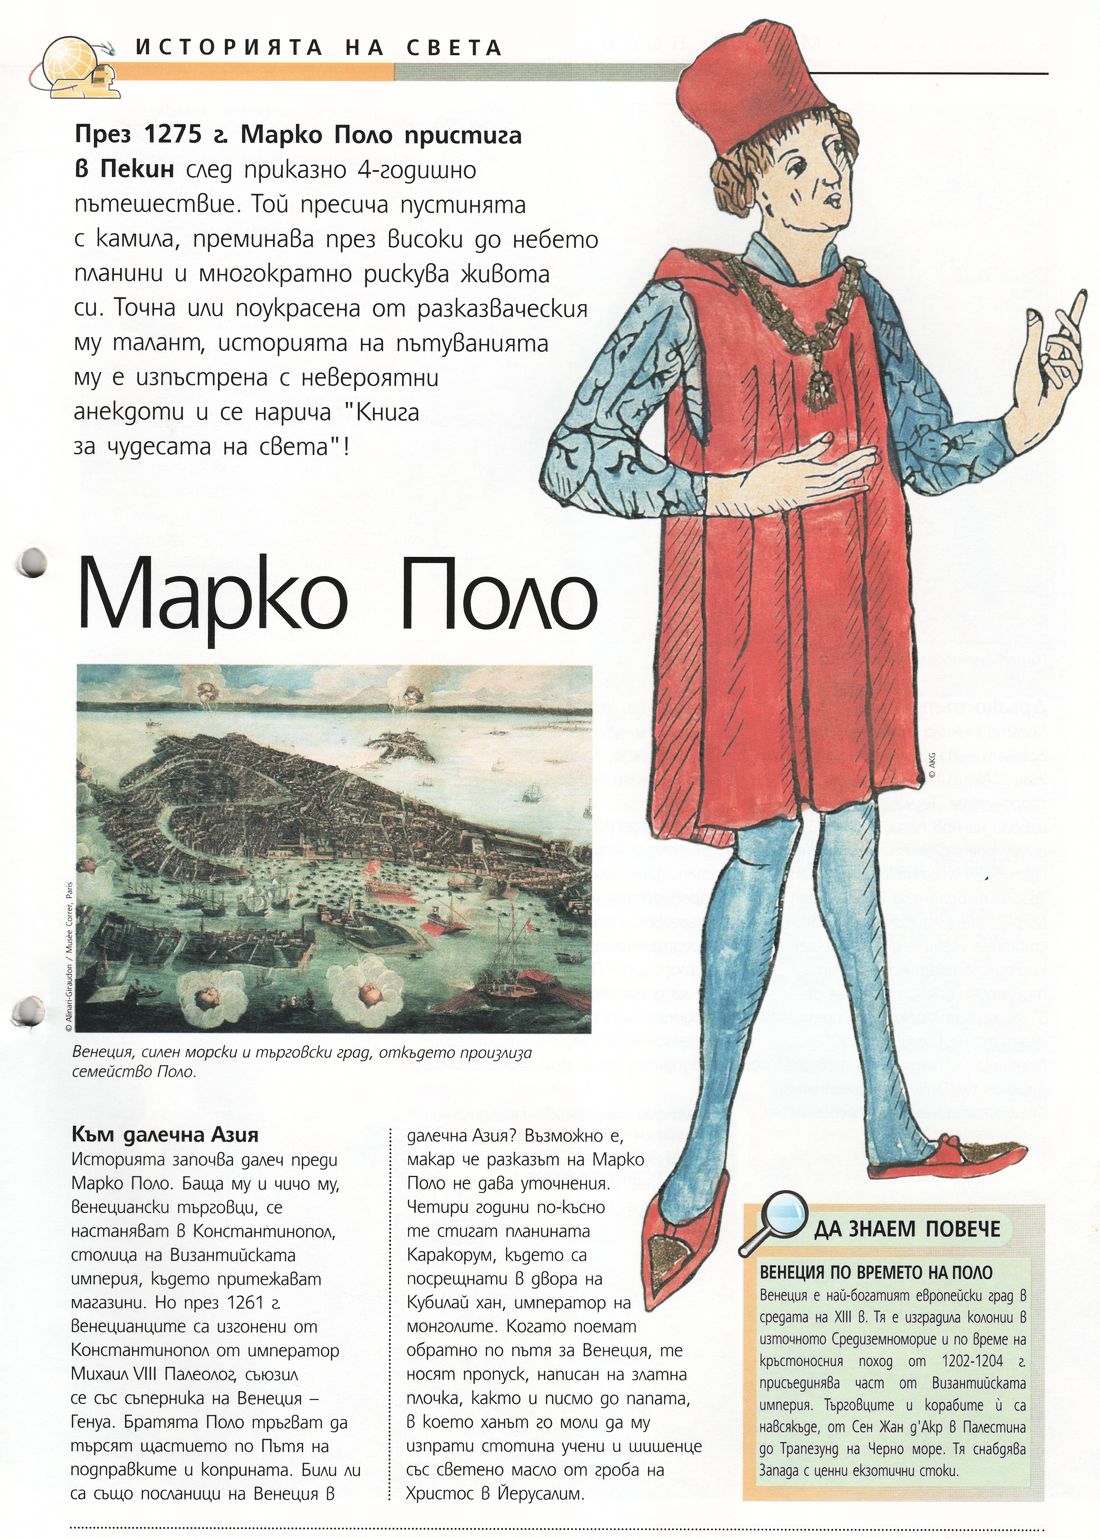 ИСТОРИЯТА НА СВЕТА
През 1275 г. Марко Поло пристига
в Пекин след приказно 4-годишно
пътешествие. Той пресича пустинята
с камила, преминава през високи до небето
планини и многократно рискува живота
си. Точна или поукрасена от разказваческия
му талант, историята на пътуванията
му е изпъстрена с невероятни
анекдоти и се нарича "Книга
за чудесата на света"!
Марко Поло
© AKG
© Alinari-Giraudon / Musée Correr, Paris
Венеция, силен морски и търговски град, откъдето произлиза
семейство Поло.
Към далечна Азия
Историята започва далеч преди
Марко Поло. Баща му и чичо му,
венециански търговци, се
настаняват в Константинопол,
столица на Византийската
империя, където притежават
магазини. Но през 1261 г.
венецианците са изгонени от
Константинопол от император
Михаил VIII Палеолог, съюзил
се със съперника на Венеция –
Генуа. Братята Поло тръгват да
търсят щастието по Пътя на
подправките и коприната. Били ли
са също посланици на Венеция в
далечна Азия? Възможно е,
макар че разказът на Марко
Поло не дава уточнения.
Четири години по-късно
те стигат планината
Каракорум, където са
посрещнати в двора на
Кубилай хан, император на
монголите. Когато поемат
обратно по пътя за Венеция, те
носят пропуск, написан на златна
плочка, както и писмо до папата,
в което ханът го моли да му
изпрати стотина учени и шишенце
със светено масло от гроба на
Христос в Йерусалим.
ДА ЗНАЕМ ПОВЕЧЕ
ВЕНЕЦИЯ ПО ВРЕМЕТО НА ПОЛО
Венеция е най-богатият европейски град в
средата на XIII в. Тя е изградила колонии в
източното Средиземноморие и по време на
кръстоносния поход от 1202-1204 г.
присъединява част от Византийската
империя. Търговците и корабите ѝ са
навсякъде, от Сен Жан д'Акр в Палестина
до Трапезунд на Черно море. Тя снабдява
Запада с ценни екзотични стоки.